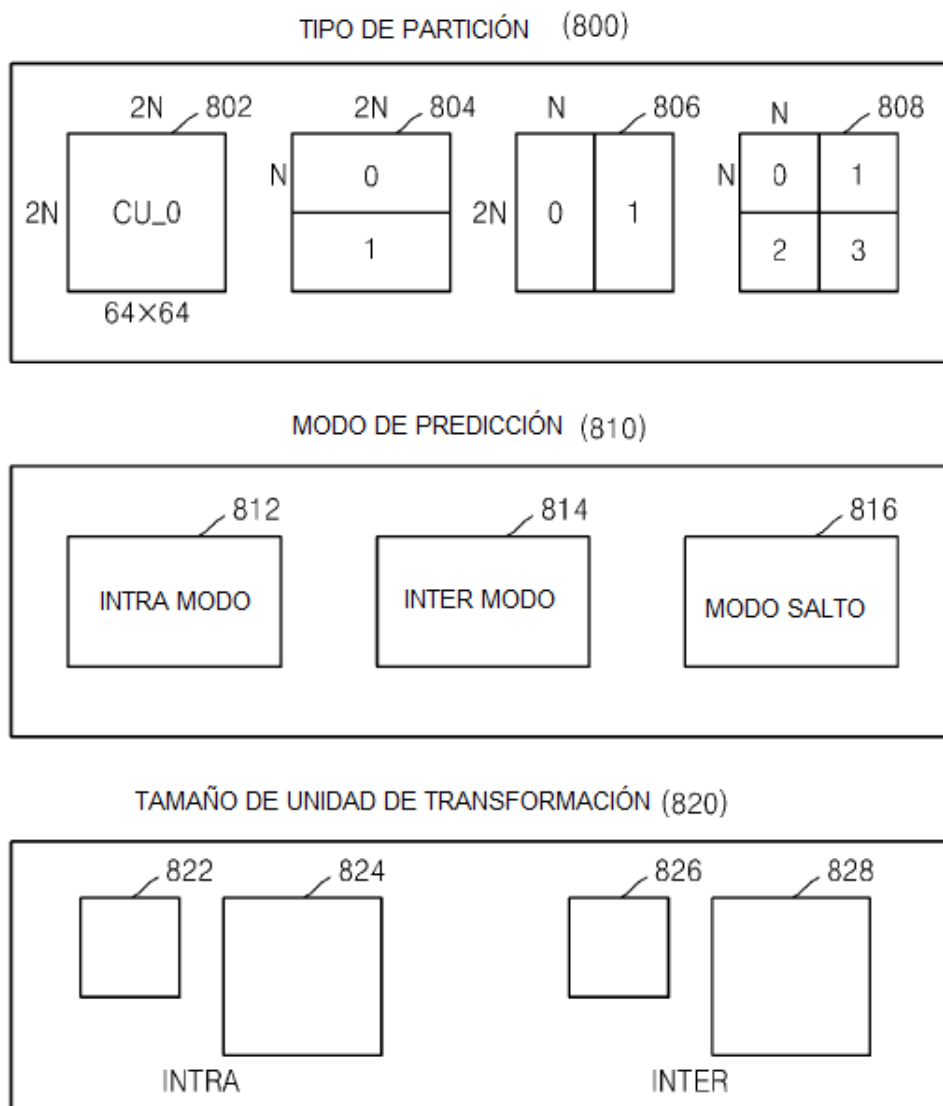 TIPO DE PARTICIÓN (800)
2N 802 2N 804 N 806 N 808
2N CU_0 N 0 1 2N 0 1 N 0 1 2 3
64×64
MODO DE PREDICCIÓN (810)
812 814 816
INTRA MODO INTER MODO MODO SALTO
TAMAÑO DE UNIDAD DE TRANSFORMACIÓN (820)
822 824 826 828
INTRA INTER